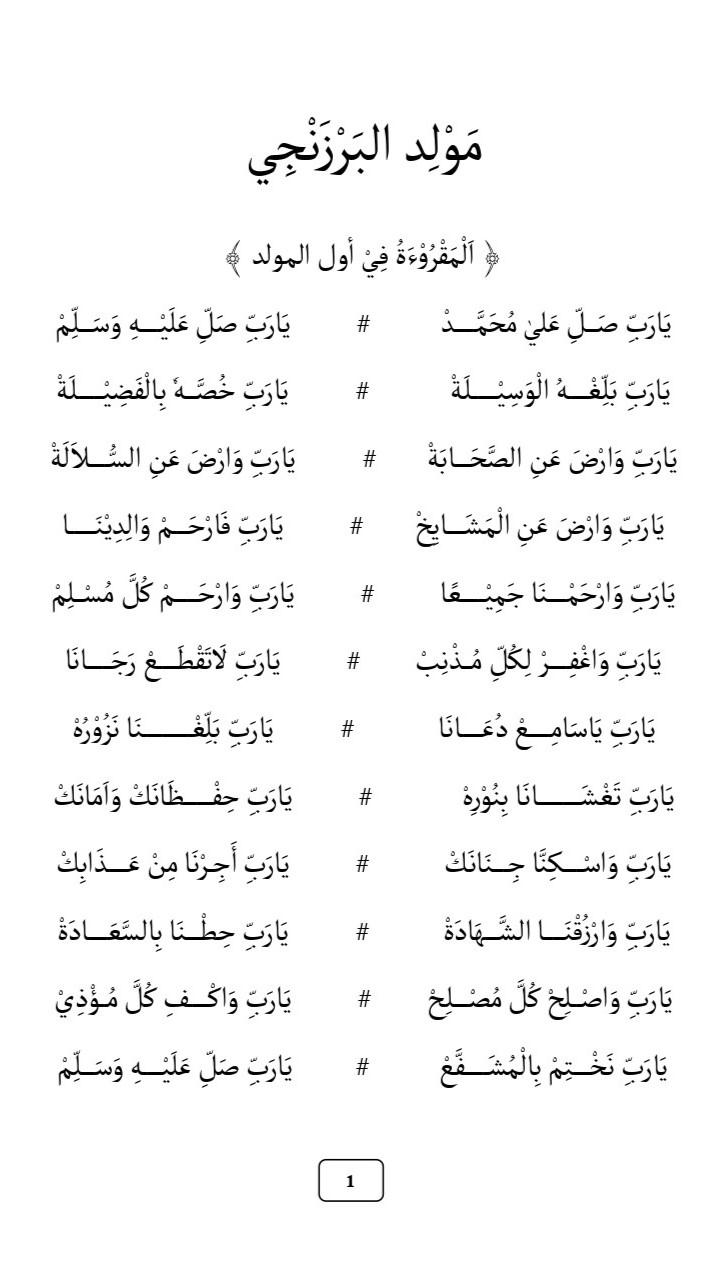 مَوْلِد البَرْزَنْجِي
﴿ اَلْمَقْرُوْءَةُ فِيْ أول المولد ﴾
يَارَبِّ صَلِّ عَليٰ مُحَمَّدْ # يَارَبِّ صَلِّ عَلَيْهِ وَسَلِّمْ
يَارَبِّ بَلِّغْهُ الْوَسِيْلَةْ # يَارَبِّ خُصَّهٗ بِالْفَضِيْلَةْ
يَارَبِّ وَارْضَ عَنِ الصَّحَابَةْ # يَارَبِّ وَارْضَ عَنِ السُّلاَلَةْ
يَارَبِّ وَارْضَ عَنِ الْمَشَايِخْ # يَارَبِّ فَارْحَمْ وَالِدِيْنَا
يَارَبِّ وَارْحَمْنَا جَمِيْعًا # يَارَبِّ وَارْحَمْ كُلَّ مُسْلِمْ
يَارَبِّ وَاغْفِرْ لِكُلِّ مُذْنِبْ # يَارَبِّ لَاتَقْطَعْ رَجَانَا
يَارَبِّ يَاسَامِعْ دُعَانَا # يَارَبِّ بَلِّغْنَا نَزُوْرُهْ
يَارَبِّ تَغْشَانَا بِنُوْرِهْ # يَارَبِّ حِفْظَانَكْ وَاَمَانَكْ
يَارَبِّ وَاسْكِنَّا جِنَانَكْ # يَارَبِّ أَجِرْنَا مِنْ عَذَابِكْ
يَارَبِّ وَارْزُقْنَا الشَّهَادَةْ # يَارَبِّ حِطْنَا بِالسَّعَادَةْ
يَارَبِّ وَاصْلِحْ كُلَّ مُصْلِحْ # يَارَبِّ وَاكْفِ كُلَّ مُؤْذِيْ
يَارَبِّ نَخْتِمْ بِالْمُشَفَّعْ # يَارَبِّ صَلِّ عَلَيْهِ وَسَلِّمْ
1